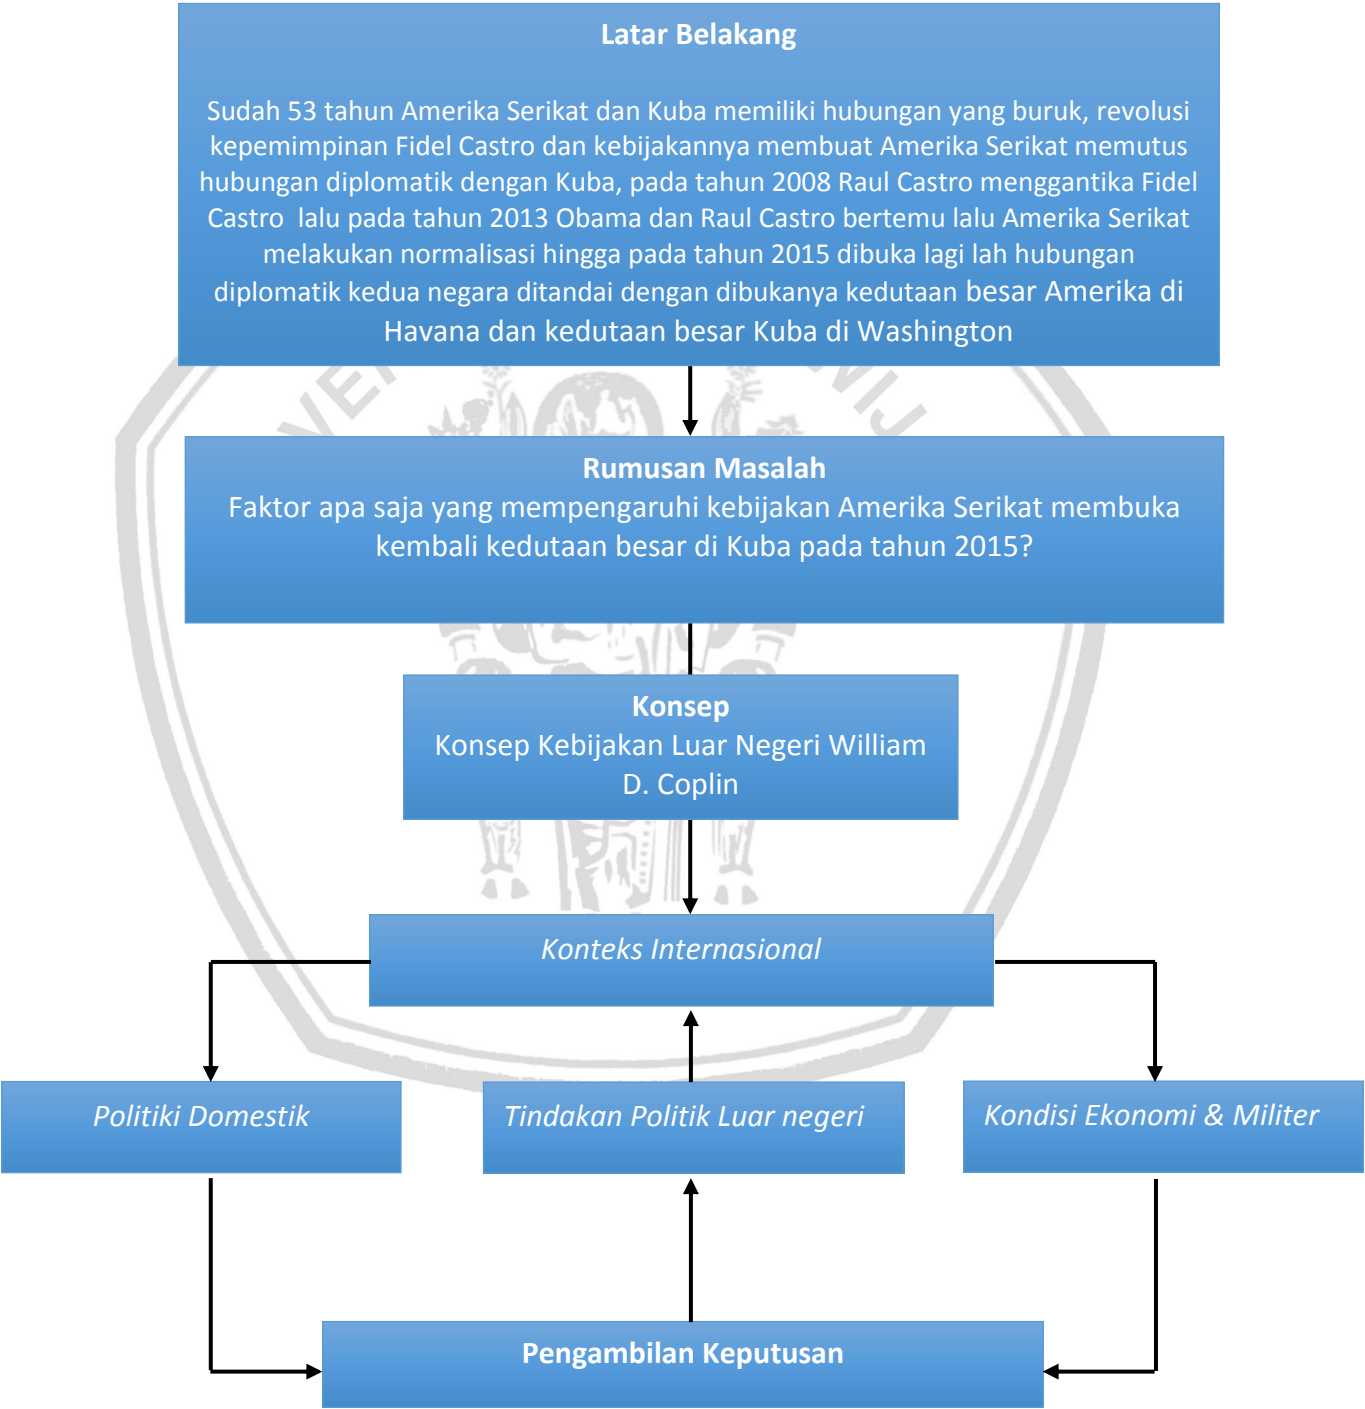 Latar Belakang
Sudah 53 tahun Amerika Serikat dan Kuba memiliki hubungan yang buruk, revolusi
kepemimpinan Fidel Castro dan kebijakannya membuat Amerika Serikat memutus
hubungan diplomatik dengan Kuba, pada tahun 2008 Raul Castro menggantika Fidel
Castro lalu pada tahun 2013 Obama dan Raul Castro bertemu lalu Amerika Serikat
melakukan normalisasi hingga pada tahun 2015 dibuka lagi lah hubungan
diplomatik kedua negara ditandai dengan dibukanya kedutaan besar Amerika di
Havana dan kedutaan besar Kuba di Washington
Rumusan Masalah
Faktor apa saja yang mempengaruhi kebijakan Amerika Serikat membuka
kembali kedutaan besar di Kuba pada tahun 2015?
Konsep
Konsep Kebijakan Luar Negeri William
D. Coplin
Konteks Internasional
Politiki Domestik
Tindakan Politik Luar negeri
Kondisi Ekonomi & Militer
Pengambilan Keputusan